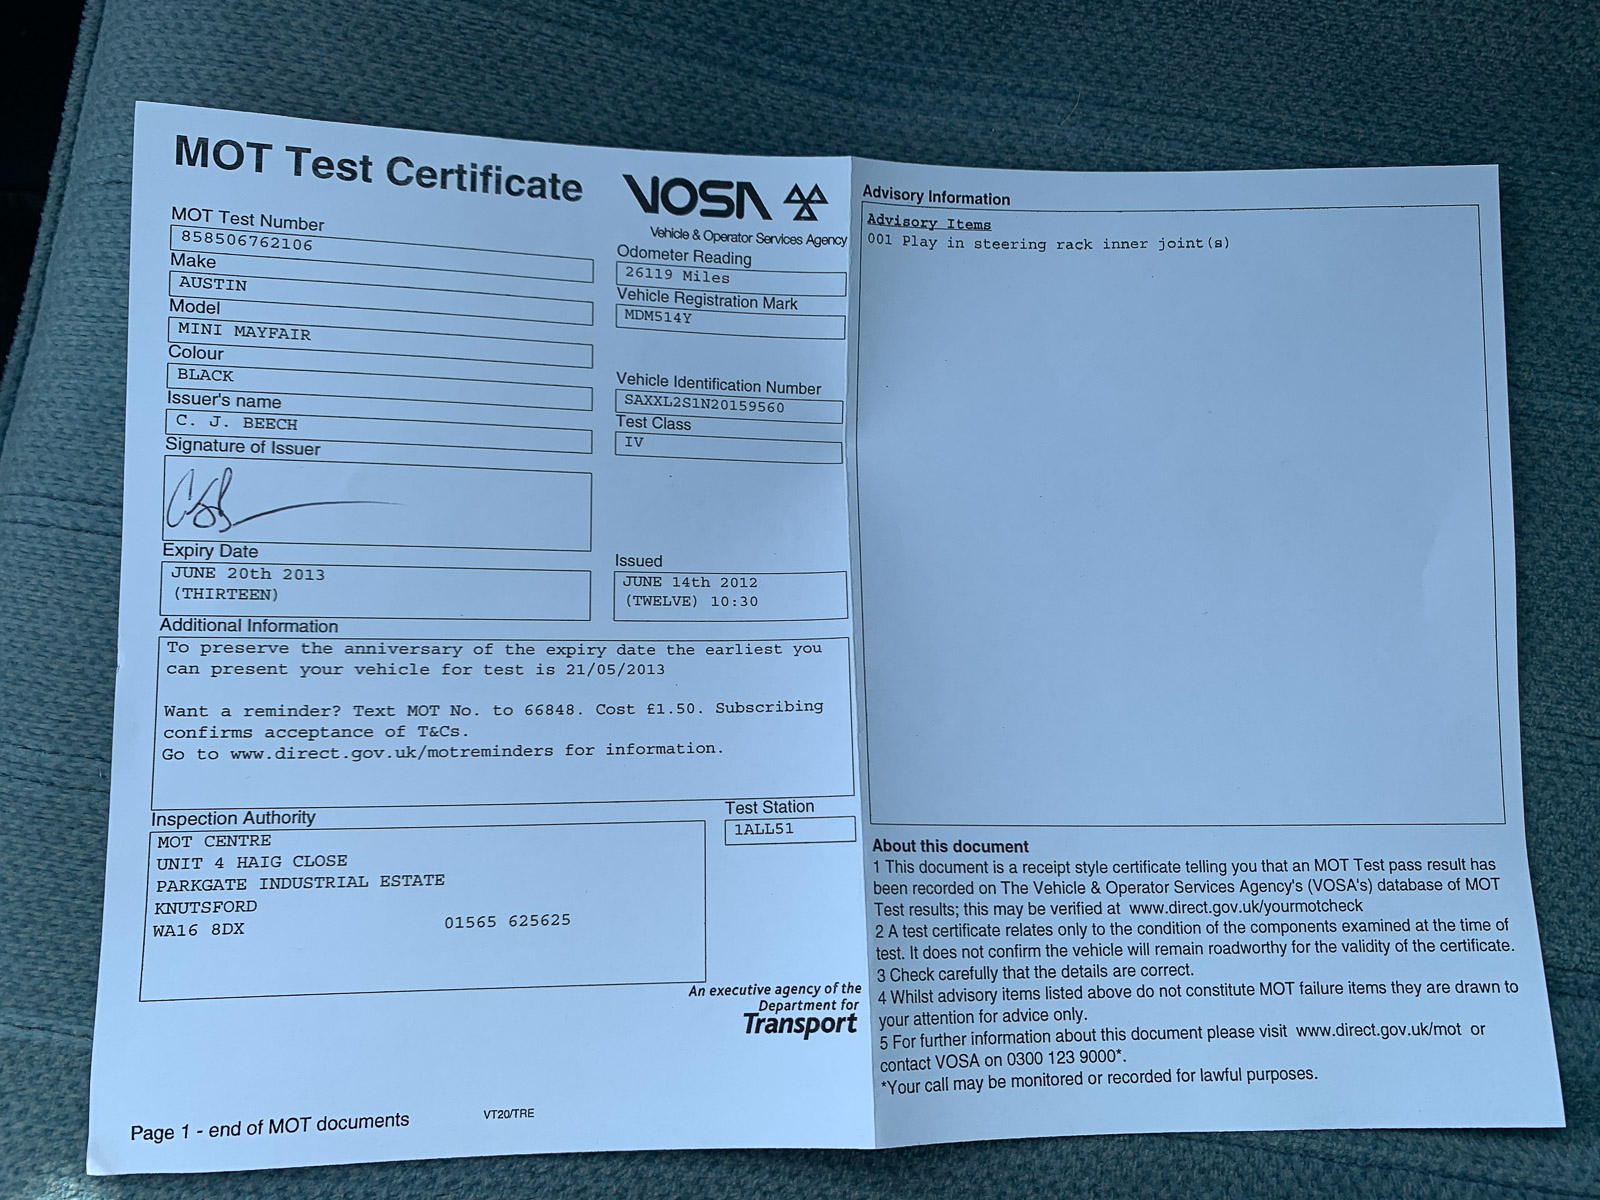 MOT Test Certificate
VOSA
Vehicle & Operator Services Agency
MOT Test Number
858506762106
Make
AUSTIN
Model
MINI MAYFAIR
Colour
BLACK
Issuer's name
C. J. BEECH
Signature of Issuer
Odometer Reading
26119 Miles
Vehicle Registration Mark
MDM514Y
Vehicle Identification Number
SAXXL2S1N20159560
Test Class
IV
Expiry Date
JUNE 20th 2013
(THIRTEEN)
Issued
JUNE 14th 2012
(TWELVE) 10:30
Additional Information
To preserve the anniversary of the expiry date the earliest you
can present your vehicle for test is 21/05/2013
Want a reminder? Text MOT No. to 66848. Cost £1.50. Subscribing
confirms acceptance of T&Cs.
Go to www.direct.gov.uk/motreminders for information.
Inspection Authority
MOT CENTRE
UNIT 4 HAIG CLOSE
PARKGATE INDUSTRIAL ESTATE
KNUTSFORD
WA16 8DX 01565 625625
Test Station
1ALL51
An executive agency of the
Department for
Transport
Page 1 - end of MOT documents
VT20/TRE
Advisory Information
Advisory Items
001 Play in steering rack inner joint(s)
About this document
1 This document is a receipt style certificate telling you that an MOT Test pass result has
been recorded on The Vehicle & Operator Services Agency's (VOSA's) database of MOT
Test results; this may be verified at www.direct.gov.uk/yourmotcheck
2 A test certificate relates only to the condition of the components examined at the time of
test. It does not confirm the vehicle will remain roadworthy for the validity of the certificate.
3 Check carefully that the details are correct.
4 Whilst advisory items listed above do not constitute MOT failure items they are drawn to
your attention for advice only.
5 For further information about this document please visit www.direct.gov.uk/mot or
contact VOSA on 0300 123 9000*.
*Your call may be monitored or recorded for lawful purposes.